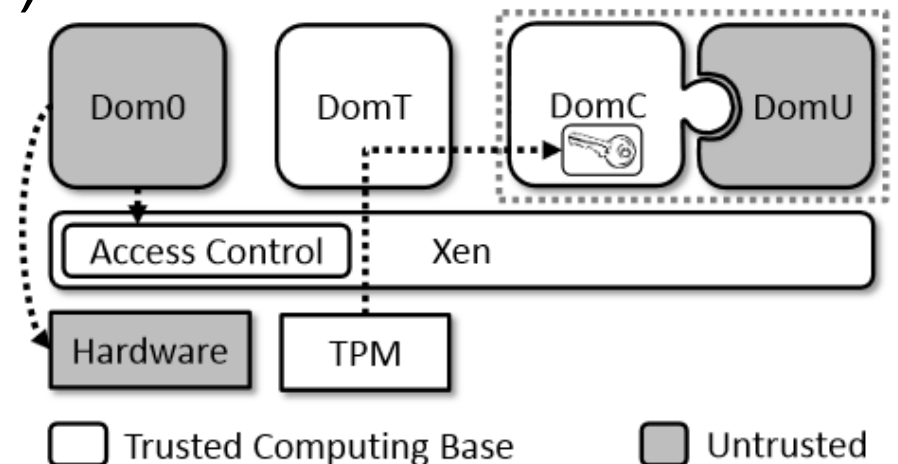 )
Dom0 DomT DomC DomU
Access Control Xen
Hardware TPM
Trusted Computing Base Untrusted